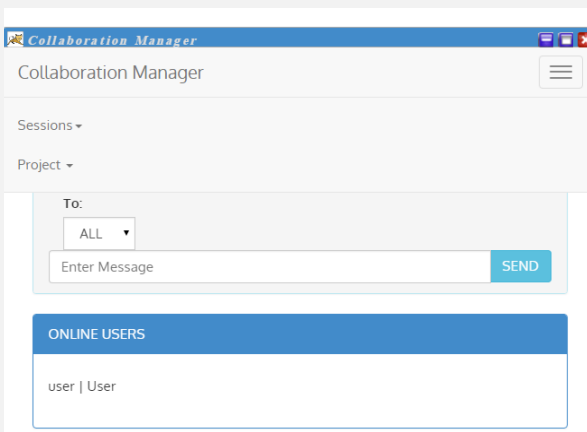 Collaboration Manager
Collaboration Manager
Sessions
Project
To:
ALL
Enter Message
SEND
ONLINE USERS
user | User